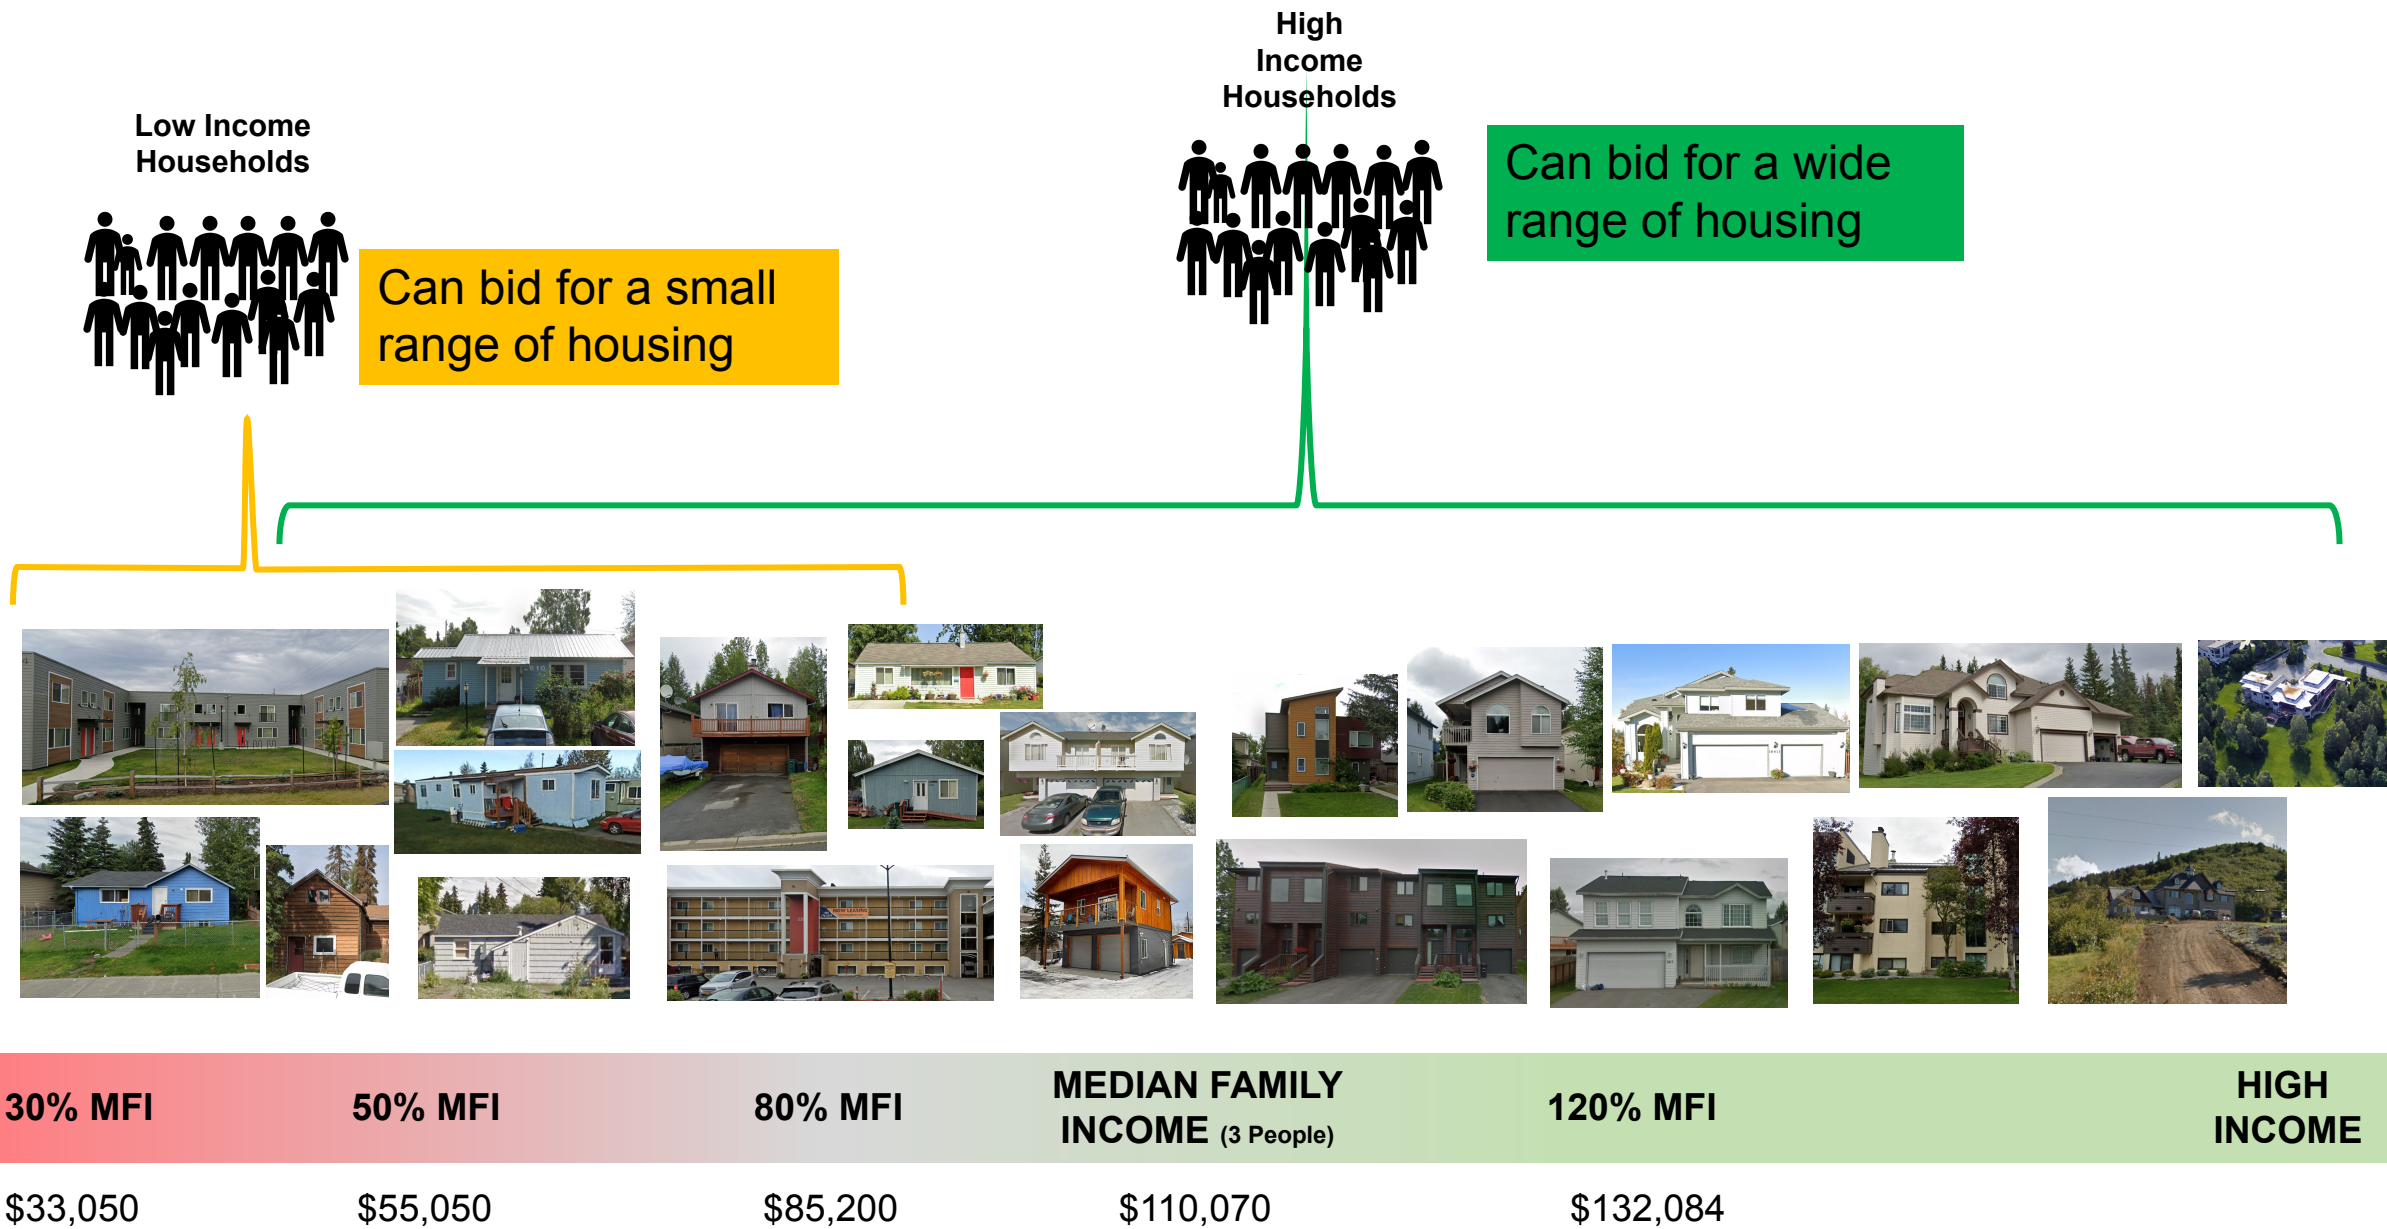 High
Income
Households
Low Income
Households
Can bid for a wide
range of housing
Can bid for a small
range of housing
NOW LEASING
30% MFI
50% MFI
80% MFI
MEDIAN FAMILY
INCOME (3 People)
120% MFI
HIGH
INCOME
$33,050
$55,050
$85,200
$110,070
$132,084